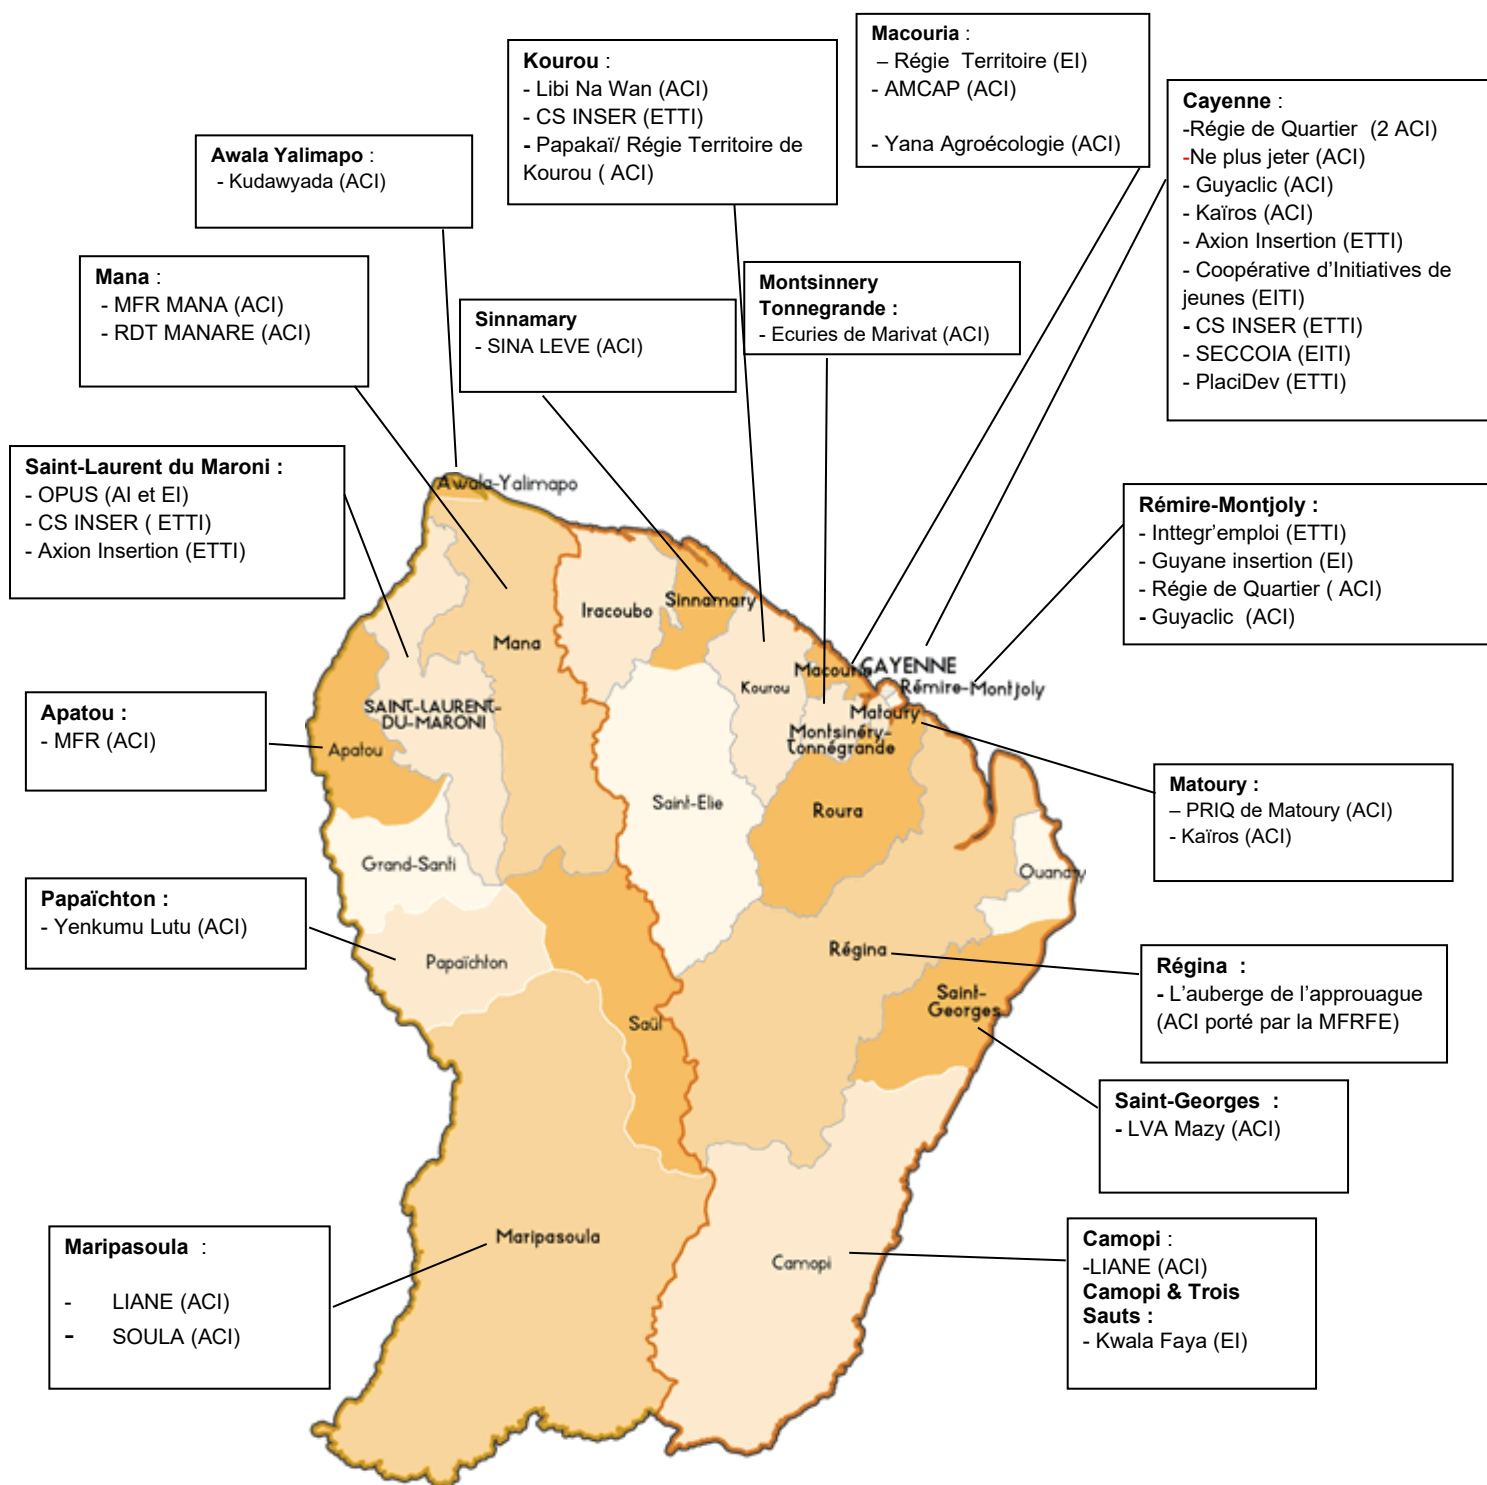 Macouria :
– Régie Territoire (EI)
- AMCAP (ACI)
- Yana Agroécologie (ACI)
Kourou :
- Libi Na Wan (ACI)
- CS INSER (ETTI)
- Papakaï/ Régie Territoire de
Kourou ( ACI)
Cayenne :
-Régie de Quartier (2 ACI)
-Ne plus jeter (ACI)
- Guyaclic (ACI)
- Kaïros (ACI)
- Axion Insertion (ETTI)
- Coopérative d’Initiatives de
jeunes (EITI)
- CS INSER (ETTI)
- SECCOIA (EITI)
- PlaciDev (ETTI)
Awala Yalimapo :
- Kudawyada (ACI)
Mana :
- MFR MANA (ACI)
- RDT MANARE (ACI)
Sinnamary
- SINA LEVE (ACI)
Montsinnery
Tonnegrande :
- Ecuries de Marivat (ACI)
Saint-Laurent du Maroni :
- OPUS (AI et EI)
- CS INSER ( ETTI)
- Axion Insertion (ETTI)
Rémire-Montjoly :
- Inttegr’emploi (ETTI)
- Guyane insertion (EI)
- Régie de Quartier ( ACI)
- Guyaclic (ACI)
Apatou :
- MFR (ACI)
Matoury :
– PRIQ de Matoury (ACI)
- Kaïros (ACI)
Papaïchton :
- Yenkumu Lutu (ACI)
Régina :
- L’auberge de l’approuague
(ACI porté par la MFRFE)
Saint-Georges :
- LVA Mazy (ACI)
Maripasoula :
- LIANE (ACI)
- SOULA (ACI)
Camopi :
-LIANE (ACI)
Camopi & Trois
Sauts :
- Kwala Faya (EI)
Awala-Yalimapo
Iracoubo
Sinnamary
Mana
Macouria
CAYENNE
Rémire-Montjoly
Kourou
Matoury
Montsinéry-
Tonnégrande
SAINT-LAURENT-
DU-MARONI
Apatou
Saint-Elie
Roura
Grand-Santi
Ouanary
Papaïchton
Régina
Saint-
Georges
Saül
Maripasoula
Camopi